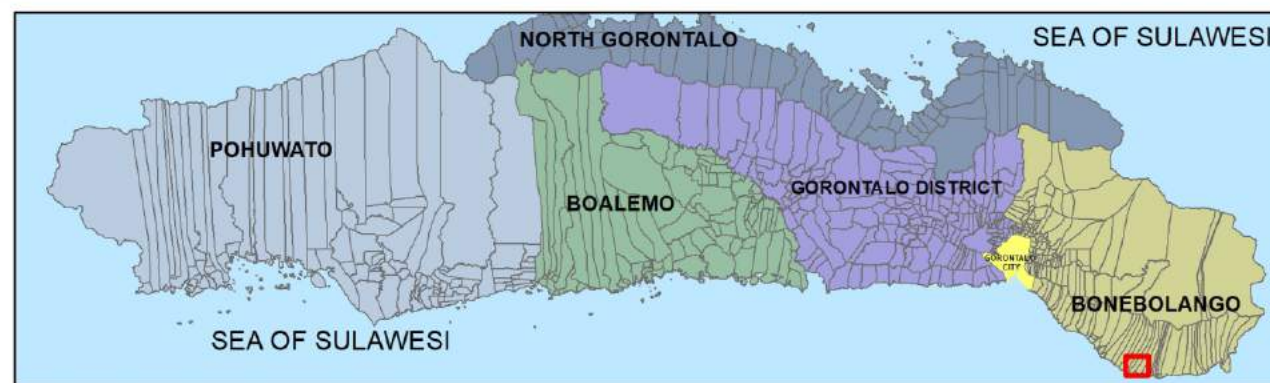 NORTH GORONTALO
SEA OF SULAWESI
POHUWATO
GORONTALO DISTRICT
BOALEMO
GORONTALO
CITY
BONEBOLANGO
SEA OF SULAWESI